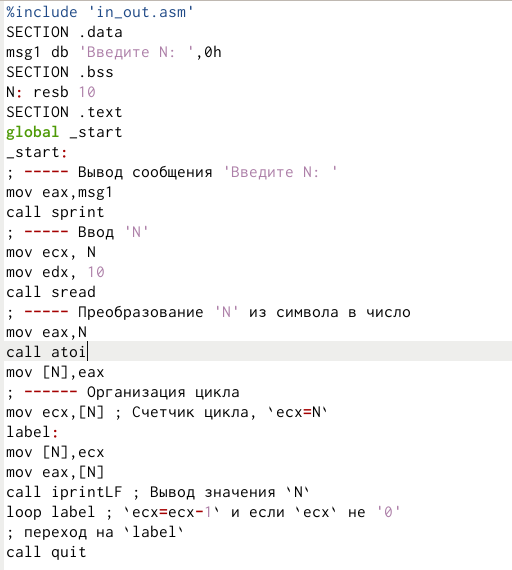 %include 'in_out.asm'
SECTION .data
msg1 db 'Введите N: ',0h
SECTION .bss
N: resb 10
SECTION .text
global _start
_start:
; ----- Вывод сообщения 'Введите N: '
mov eax,msg1
call sprint
; ----- Ввод 'N'
mov ecx, N
mov edx, 10
call sread
; ----- Преобразование 'N' из символа в число
mov eax,N
call atoi
mov [N],eax
; ------ Организация цикла
mov ecx,[N] ; Счетчик цикла, `ecx=N`
label:
mov [N],ecx
mov eax,[N]
call iprintLF ; Вывод значения `N`
loop label ; `ecx=ecx-1` и если `ecx` не '0'
; переход на `label`
call quit